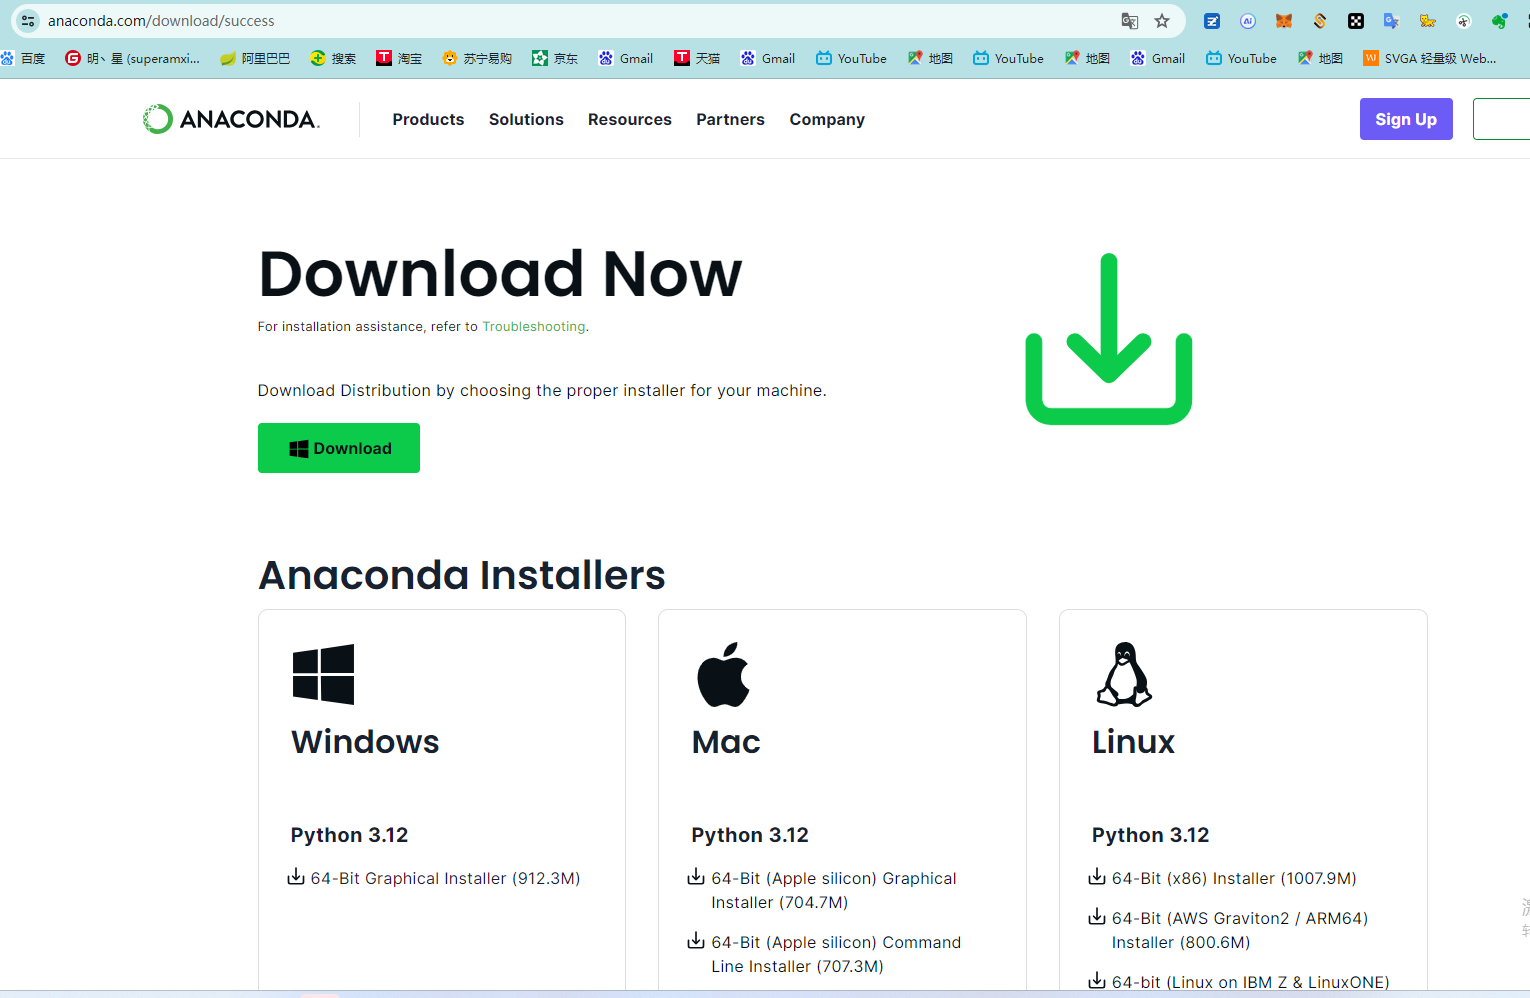 anaconda.com/download/success
百度
明丶星 (superamxi...
阿里巴巴
搜索
淘宝
苏宁易购
京东
Gmail
天猫
Gmail
YouTube
地图
YouTube
地图
Gmail
YouTube
地图
SVGA 轻量级 Web...
ANACONDA.
Products
Solutions
Resources
Partners
Company
Sign Up
Download Now
For installation assistance, refer to Troubleshooting.
Download Distribution by choosing the proper installer for your machine.
Download
Anaconda Installers
Windows
Python 3.12
64-Bit Graphical Installer (912.3M)
Mac
Python 3.12
64-Bit (Apple silicon) Graphical
Installer (704.7M)
64-Bit (Apple silicon) Command
Line Installer (707.3M)
Linux
Python 3.12
64-Bit (x86) Installer (1007.9M)
64-Bit (AWS Graviton2 / ARM64)
Installer (800.6M)
64-bit (Linux on IBM Z & LinuxONE)